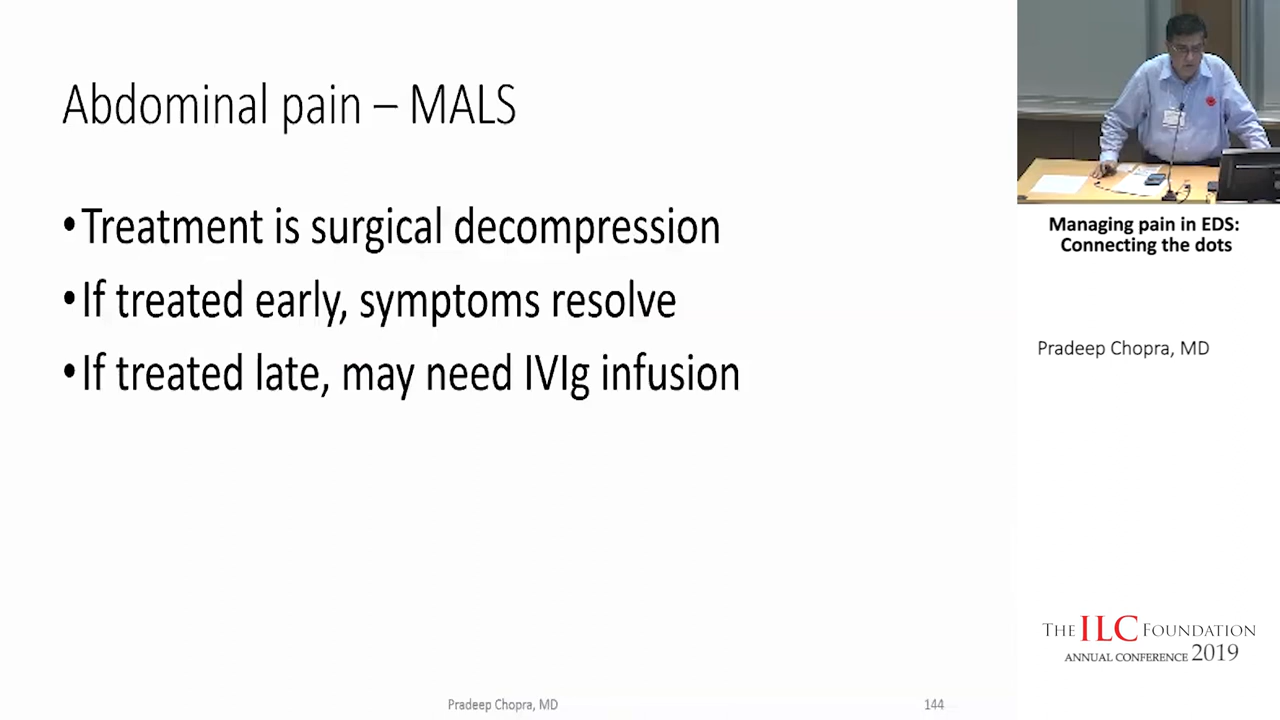 Abdominal pain – MALS
•Treatment is surgical decompression
•If treated early, symptoms resolve
•If treated late, may need IVIg infusion
Pradeep Chopra, MD
144
Managing pain in EDS:
Connecting the dots
Pradeep Chopra, MD
THE ILC FOUNDATION
ANNUAL CONFERENCE 2019